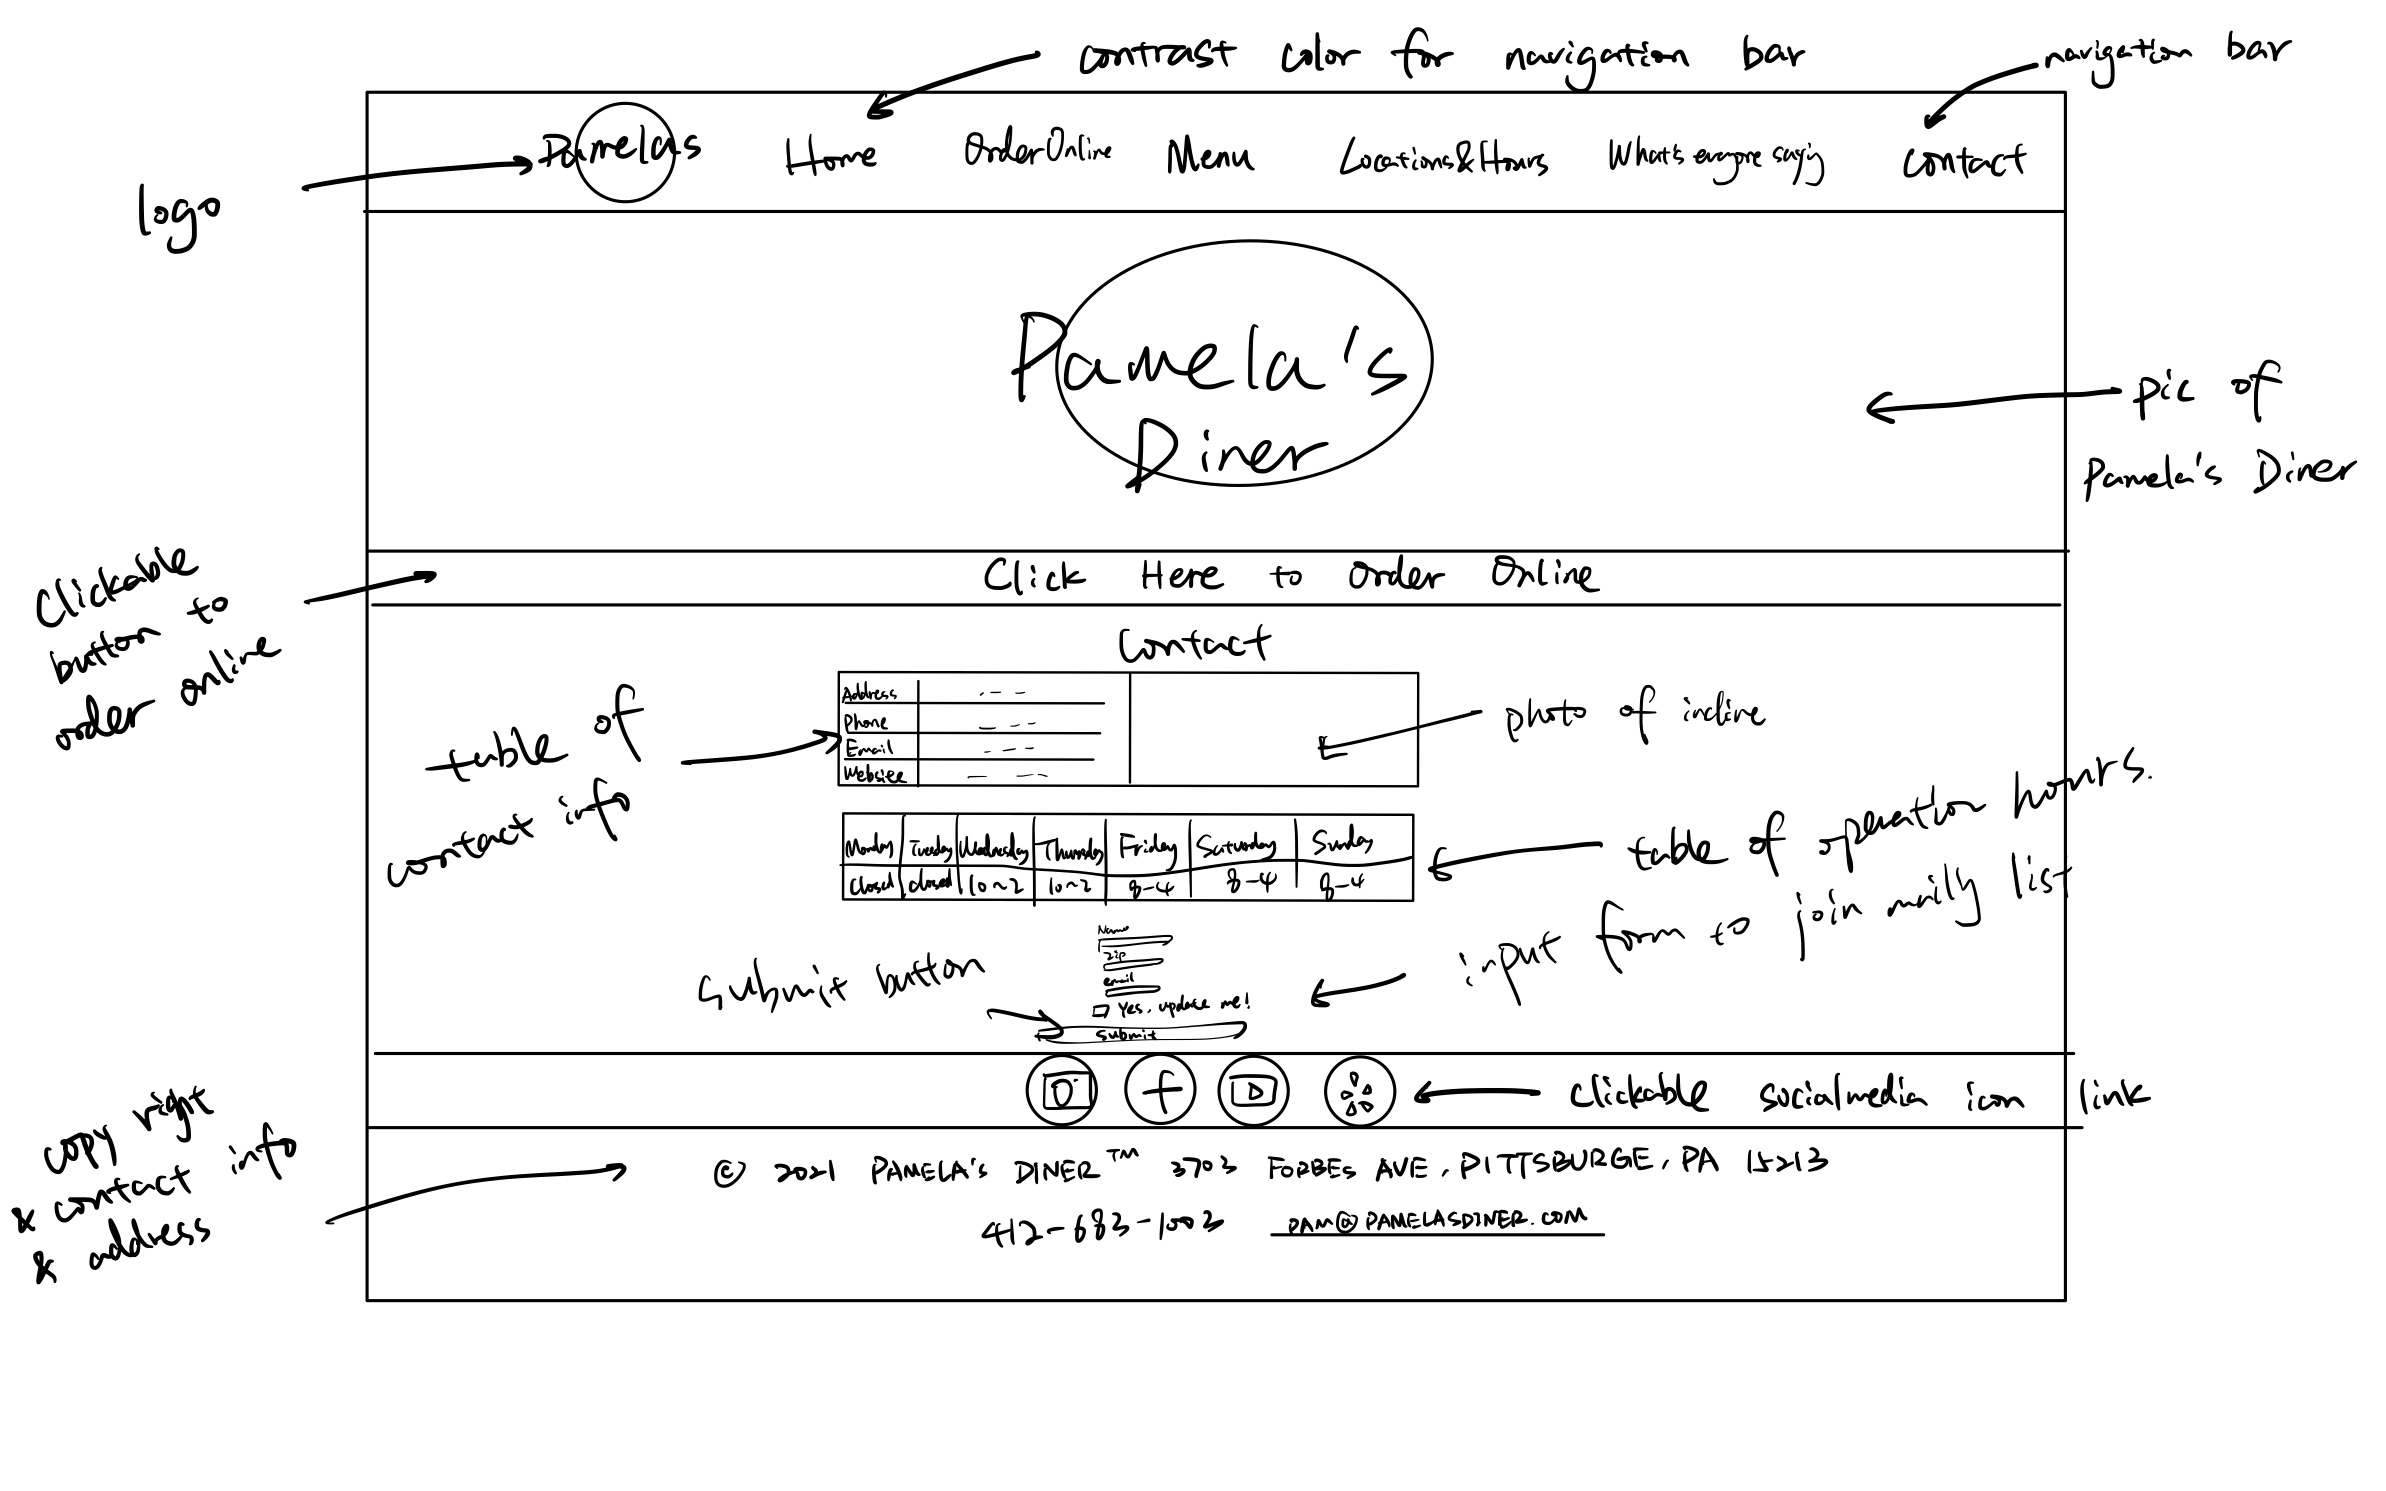 contrast color for navigation bar
navigation bar
logo
Pamelas Home Order Online Menu Locations&Hours What's everyone saying contact
Pamela's
Diner
pic of
Pamela's Diner
Clickable
button to
order online
Click Here to Order Online
Contact
table of
contact info
Address
Phone
Email
Website
photo of incline
Monday Tuesday Wednesday Thursday Friday Saturday Sunday
closed closed 10~2 10~2 8-4 8-4 8-4
table of operation hours.
input from to join maily list
Name
zip
email
Yes, update me!
submit
submit button
clickable socialmedia icon link
copy right
& contact info
& address
© 2021 PAMELA'S DINER™ 3703 FORBES AVE, PITTSBURGE, PA 15213
412-683-1003 PAM@PAMELASDINER.COM